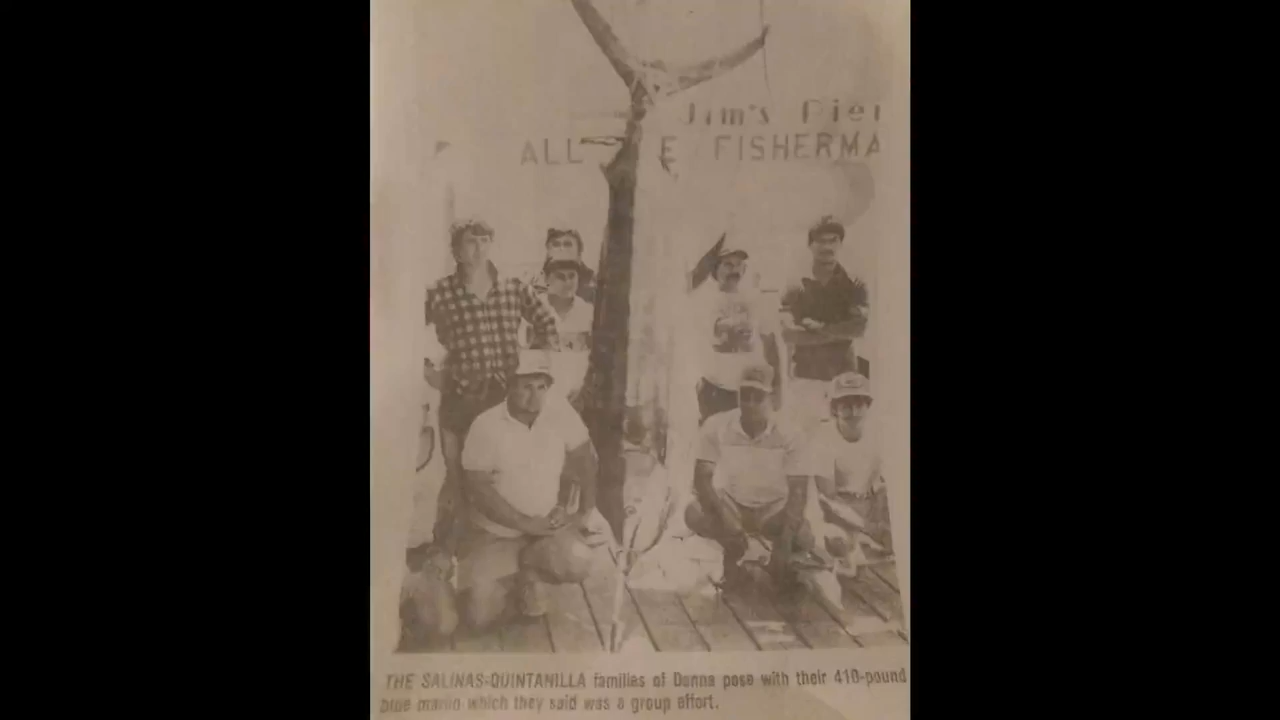 Jim's Pier
ALL E FISHERMA
THE SALINAS-QUINTANILLA families of Donna pose with their 410-pound
blue marlin which they said was a group effort.